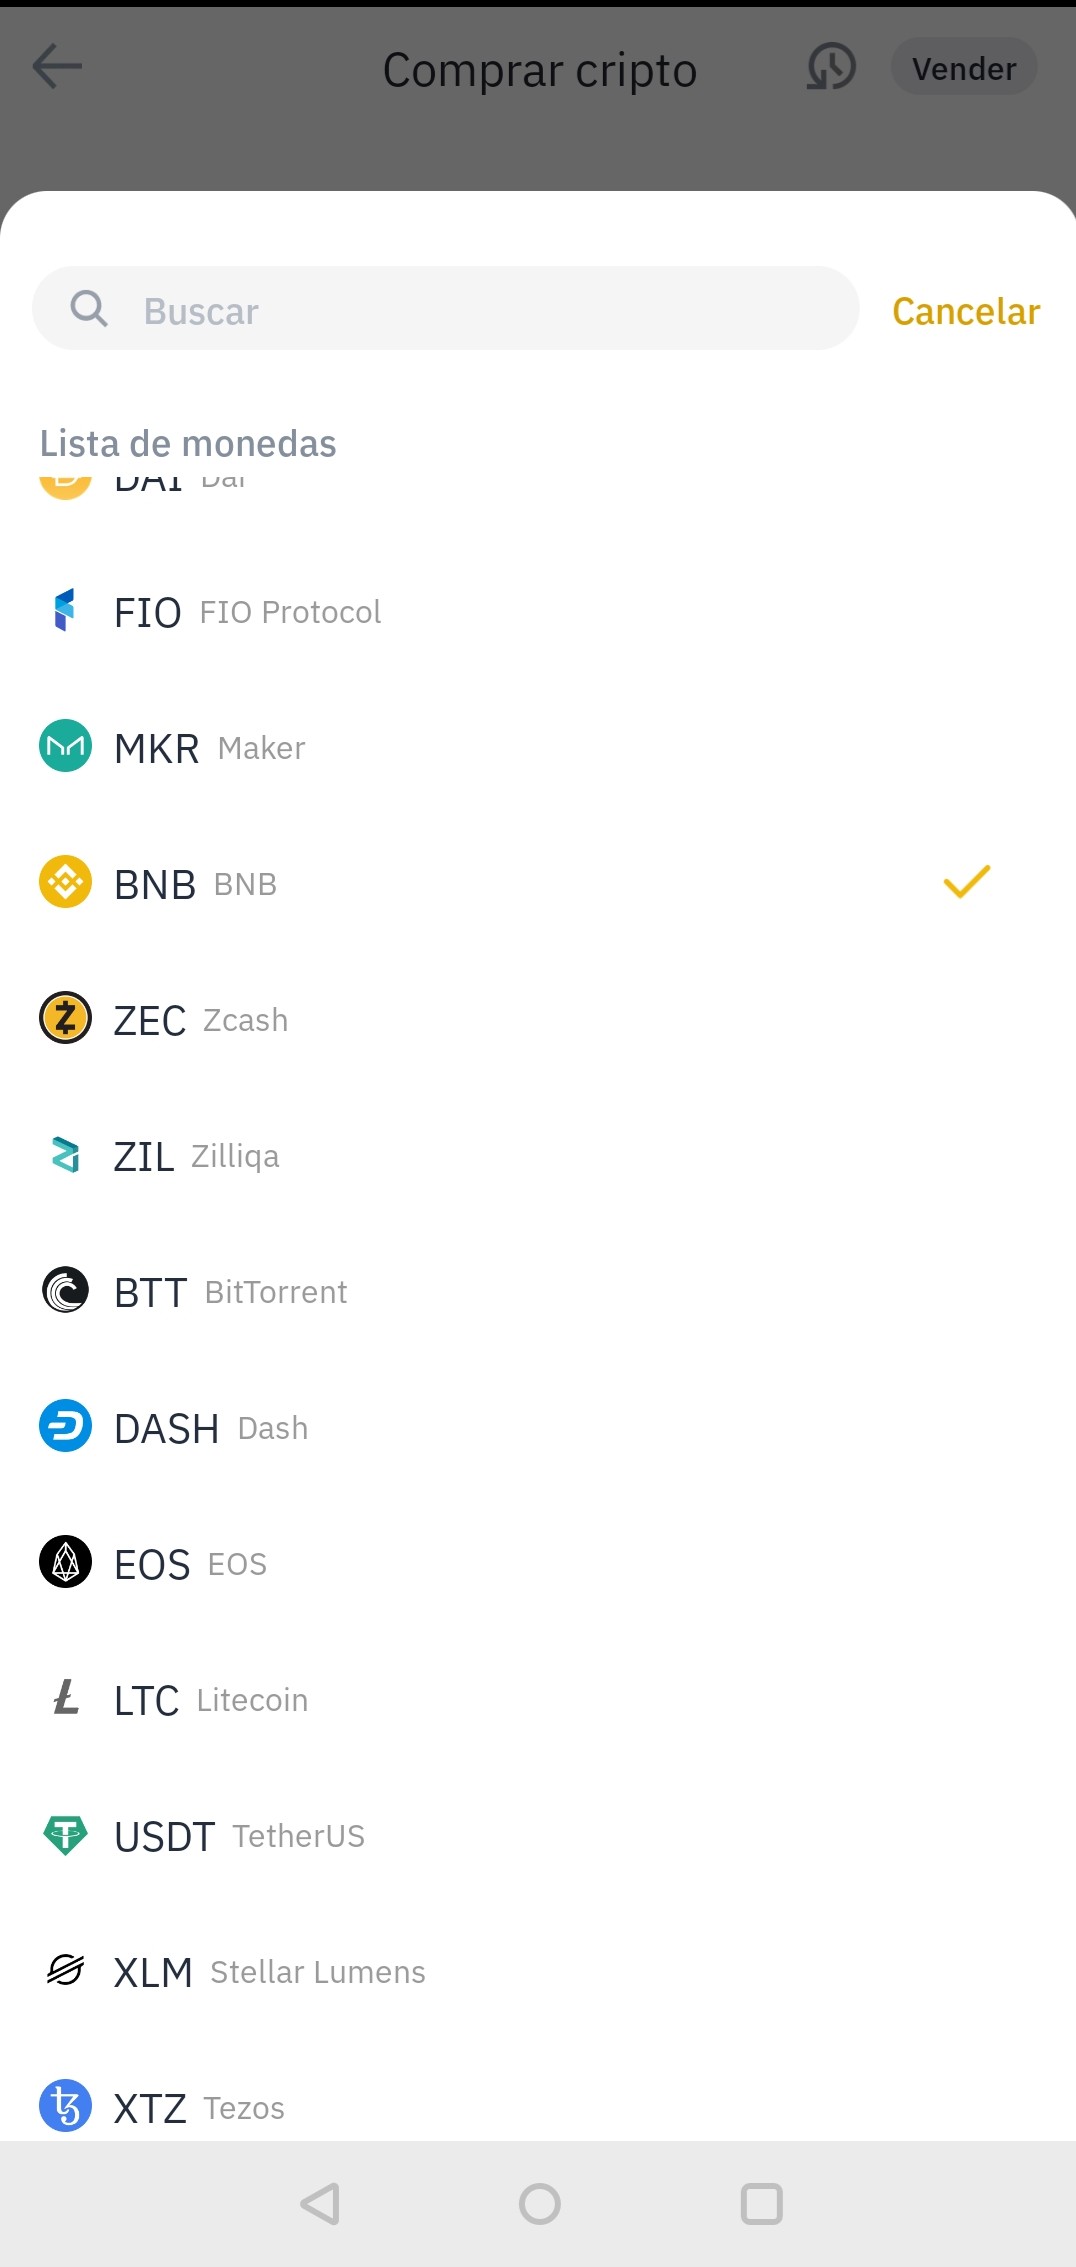 Comprar cripto
Vender
Buscar
Cancelar
Lista de monedas
DAI Dai
FIO FIO Protocol
MKR Maker
BNB BNB
ZEC Zcash
ZIL Zilliqa
BTT BitTorrent
DASH Dash
EOS EOS
LTC Litecoin
USDT TetherUS
XLM Stellar Lumens
XTZ Tezos